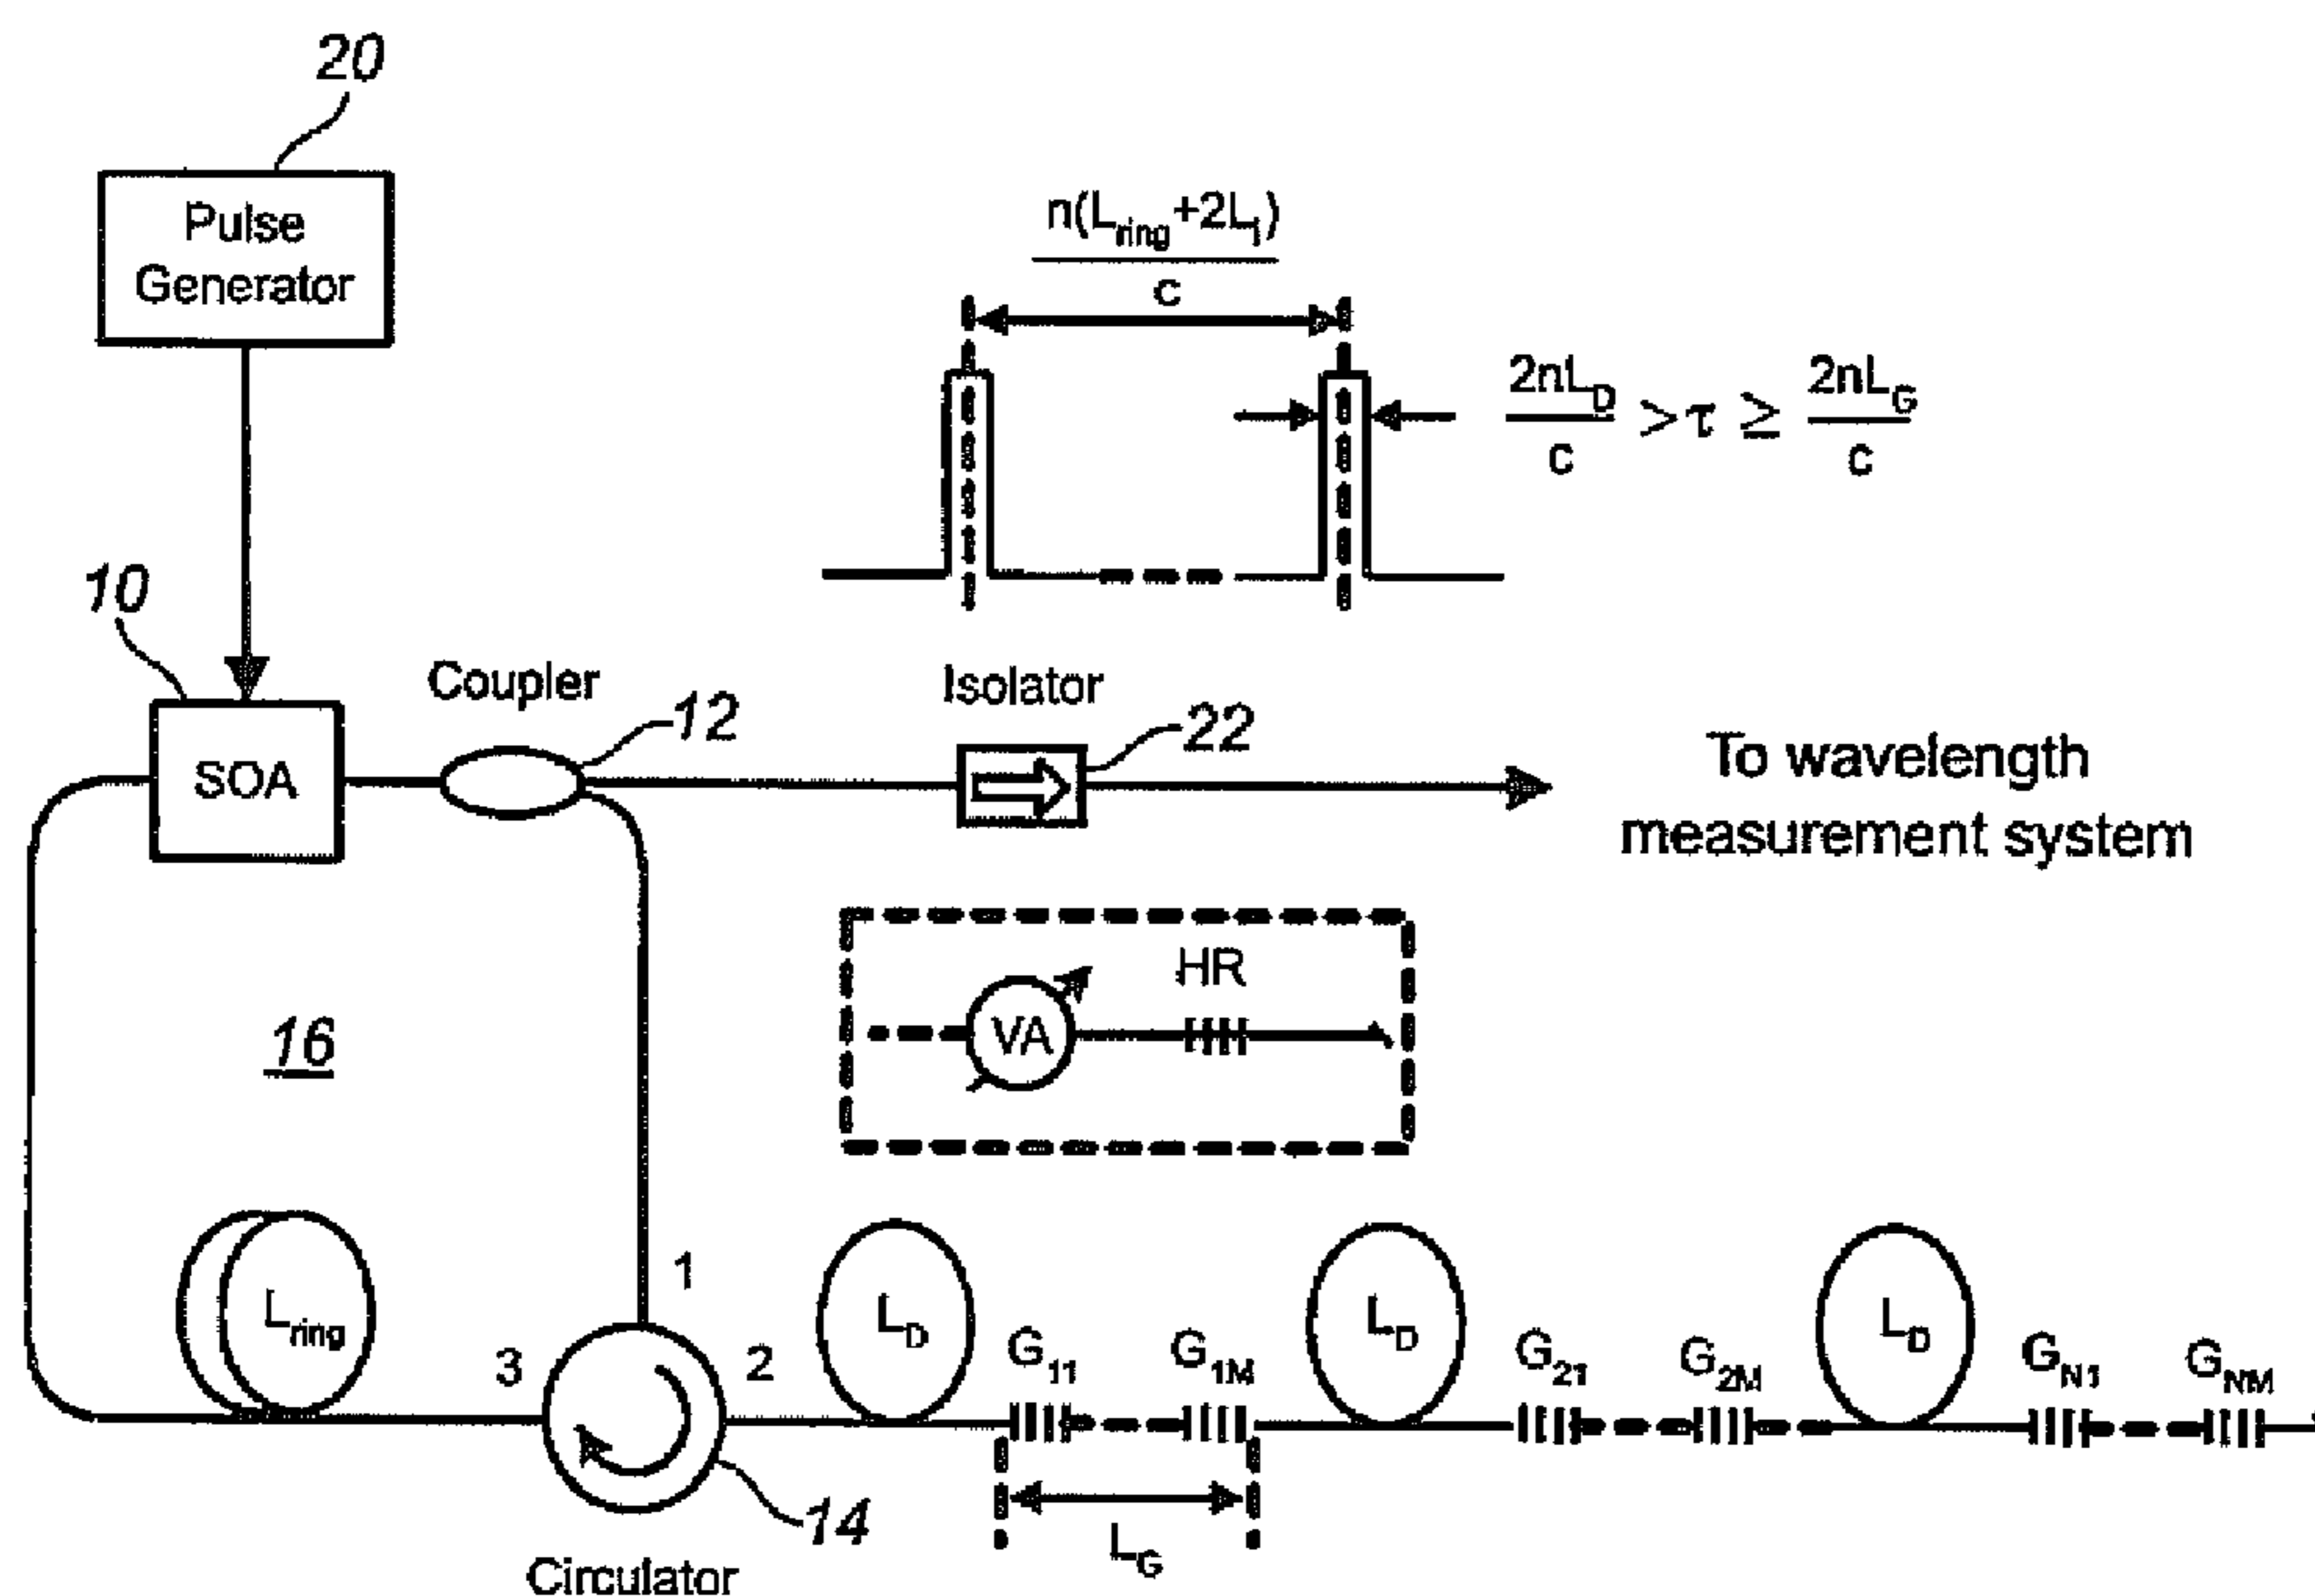 20
Pulse
Generator
n(Lring+2Li)
c
2nLD
c
>τ ≥
2nLG
c
10
SOA
Coupler
12
Isolator
22
To wavelength
measurement system
16
HR
VA
Lring
3
1
2
14
Circulator
LD
G11
G1M
LG
LD
G21
G2M
LD
GN1
GNM